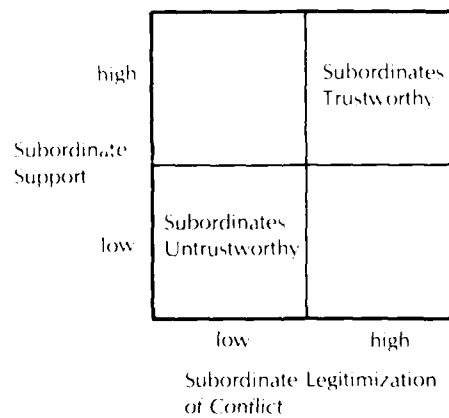 high
Subordinates
Trustworthy
Subordinate
Support
Subordinates
Untrustworthy
low
low
high
Subordinate Legitimization
of Conflict